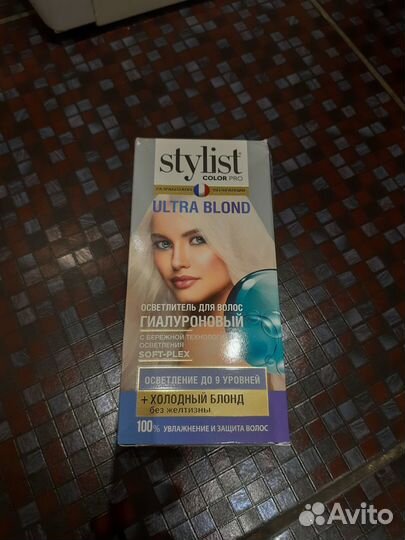 stylist
COLOR PRO
ULTRA BLOND
ОСВЕТЛИТЕЛЬ ДЛЯ ВОЛОС
ГИАЛУРОНОВЫЙ
С БЕРЕЖНОЙ ТЕХНОЛОГИЕЙ
ОСВЕТЛЕНИЯ
SOFT-PLEX
ОСВЕТЛЕНИЕ ДО 9 УРОВНЕЙ
+ ХОЛОДНЫЙ БЛОНД
без желтизны
100% УВЛАЖНЕНИЕ И ЗАЩИТА ВОЛОС
Avito